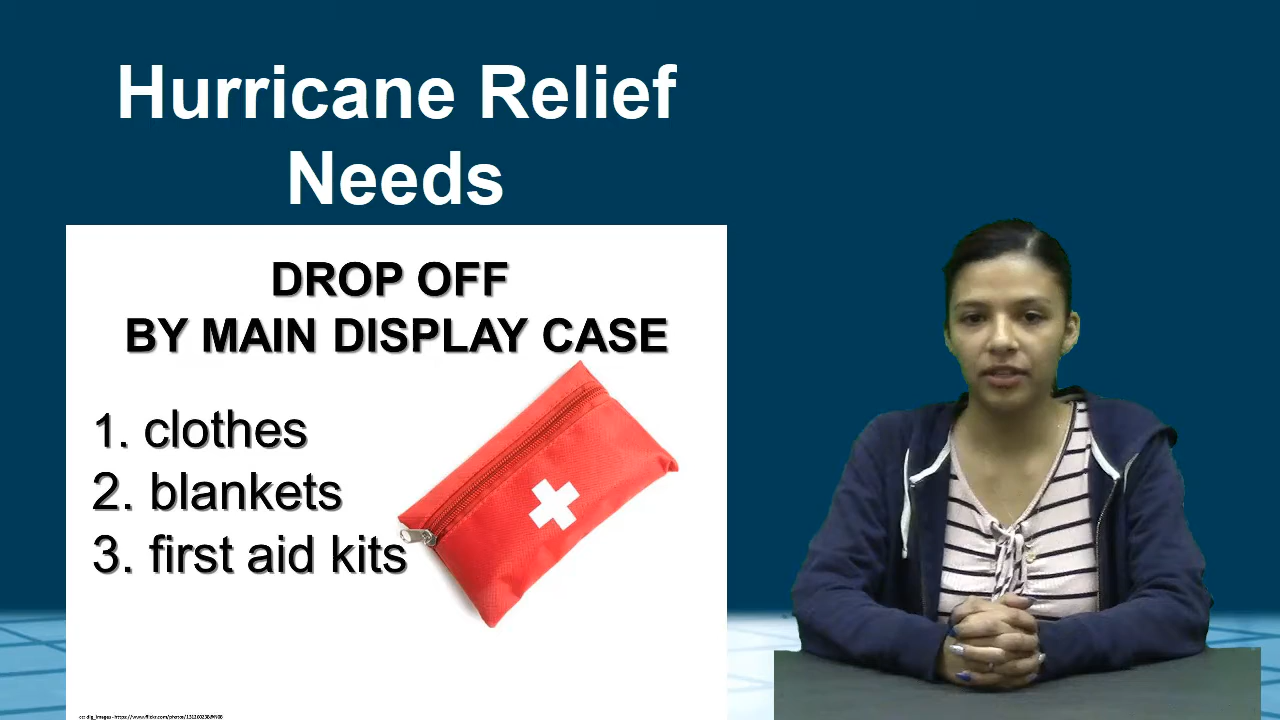 Hurricane Relief
Needs
DROP OFF
BY MAIN DISPLAY CASE
1. clothes
2. blankets
3. first aid kits